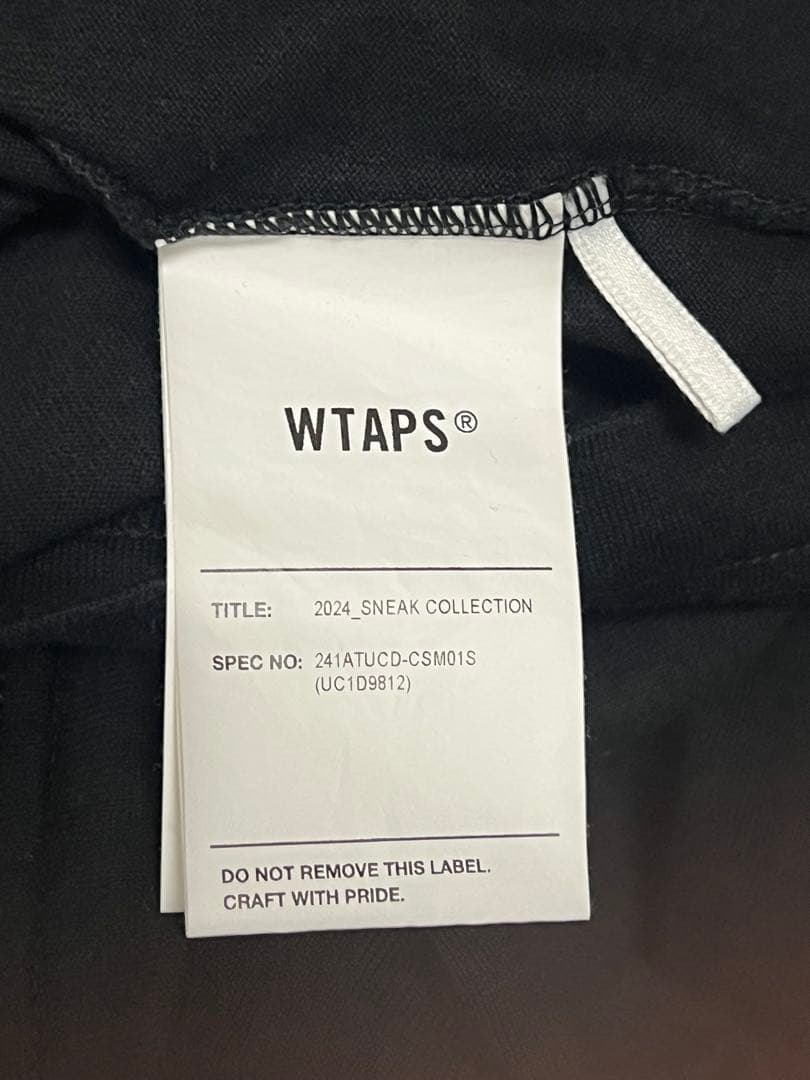 WTAPS®
TITLE: 2024_SNEAK COLLECTION
SPEC NO: 241ATUCD-CSM01S
(UC1D9812)
DO NOT REMOVE THIS LABEL.
CRAFT WITH PRIDE.